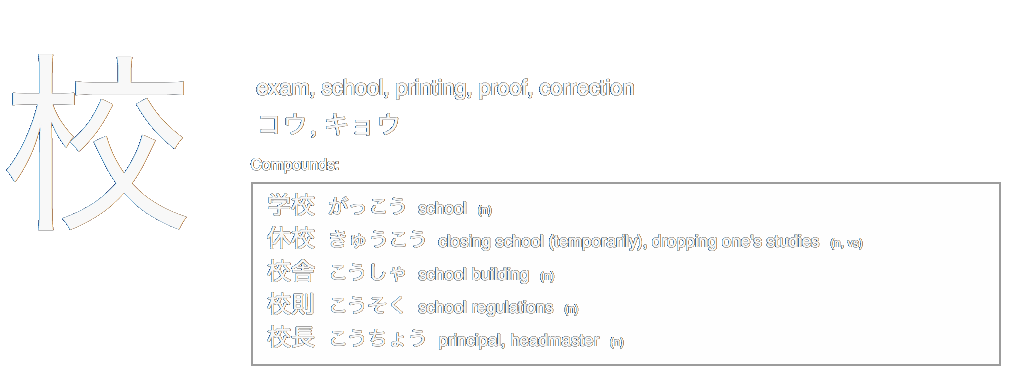 校
exam, school, printing, proof, correction
コウ, キョウ
Compounds:
学校 がっこう school (n)
休校 きゅうこう closing school (temporarily), dropping one's studies (n, vs)
校舎 こうしゃ school building (n)
校則 こうそく school regulations (n)
校長 こうちょう principal, headmaster (n)